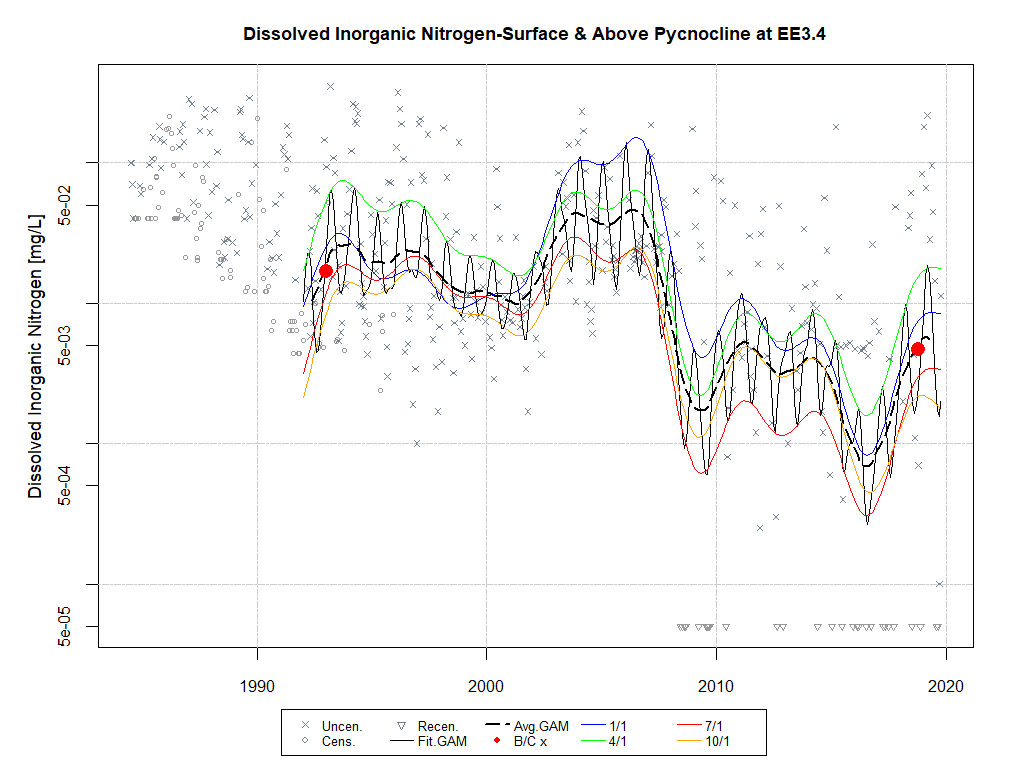 Dissolved Inorganic Nitrogen-Surface & Above Pycnocline at EE3.4
Dissolved Inorganic Nitrogen [mg/L]
5e-02
5e-03
5e-04
5e-05
1990 2000 2010 2020
Uncen. Recen. Avg.GAM 1/1 7/1
Cens. Fit.GAM B/C x 4/1 10/1